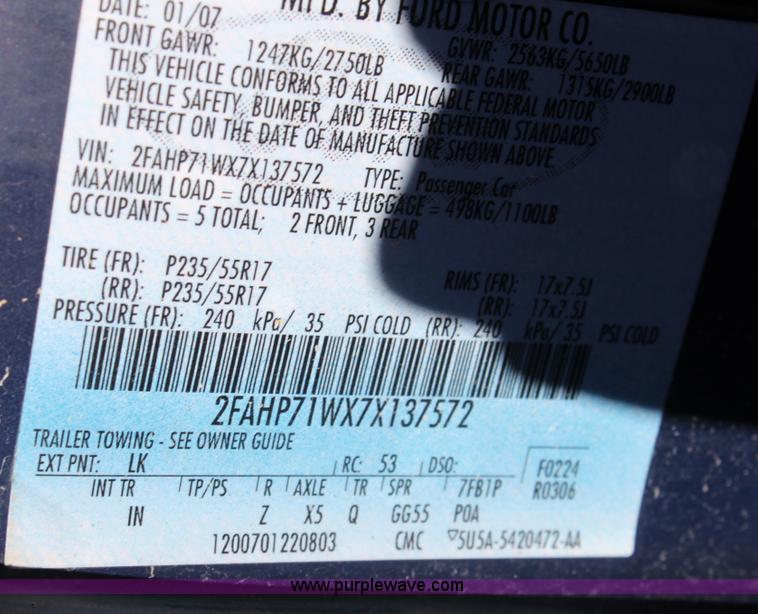 DATE: 01/07 MFD. BY FORD MOTOR CO.
FRONT GAWR: 1247KG/2750LB GVWR: 2563KG/5650LB
REAR GAWR: 1315KG/2900LB
THIS VEHICLE CONFORMS TO ALL APPLICABLE FEDERAL MOTOR
VEHICLE SAFETY, BUMPER, AND THEFT PREVENTION STANDARDS
IN EFFECT ON THE DATE OF MANUFACTURE SHOWN ABOVE.
VIN: 2FAHP71WX7X137572 TYPE: Passenger Car
MAXIMUM LOAD = OCCUPANTS + LUGGAGE = 498KG/1100LB
OCCUPANTS = 5 TOTAL; 2 FRONT, 3 REAR
TIRE (FR): P235/55R17 RIMS (FR): 17x7.5J
(RR): P235/55R17 (RR): 17x7.5J
PRESSURE (FR): 240 kPa/ 35 PSI COLD (RR): 240 kPa/ 35 PSI COLD
2FAHP71WX7X137572
TRAILER TOWING - SEE OWNER GUIDE
EXT PNT: LK RC: 53 DSO: F0224
INT TR TP/PS R AXLE TR SPR 7FB1P R0306
IN Z X5 Q GG55 POA
1200701220803 CMC ▽5U5A-5420472-AA
www.purplewave.com